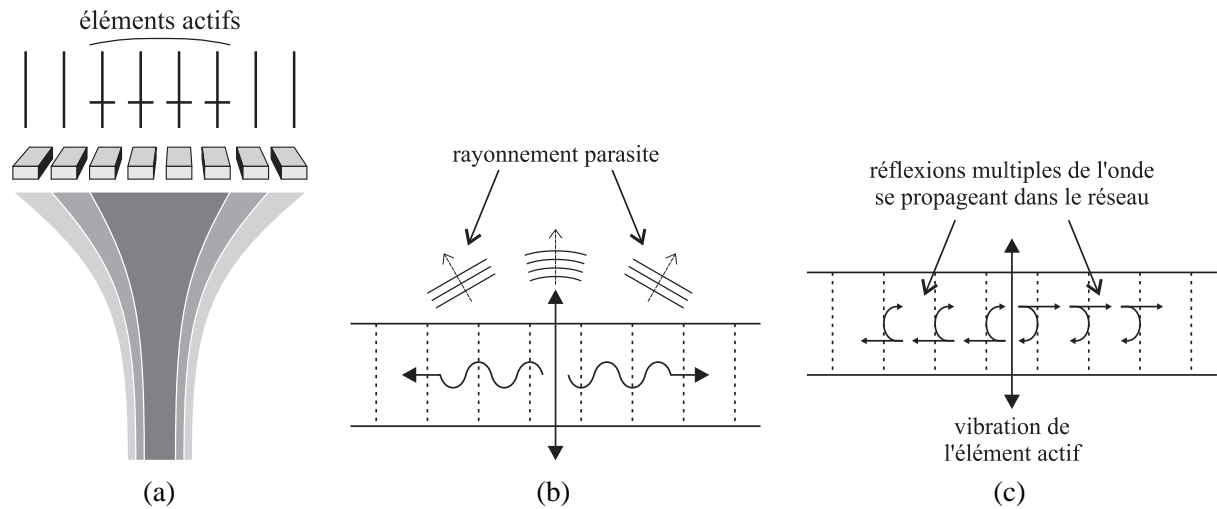 éléments actifs
(a)
rayonnement parasite
(b)
réflexions multiples de l'onde
se propageant dans le réseau
vibration de
l'élément actif
(c)